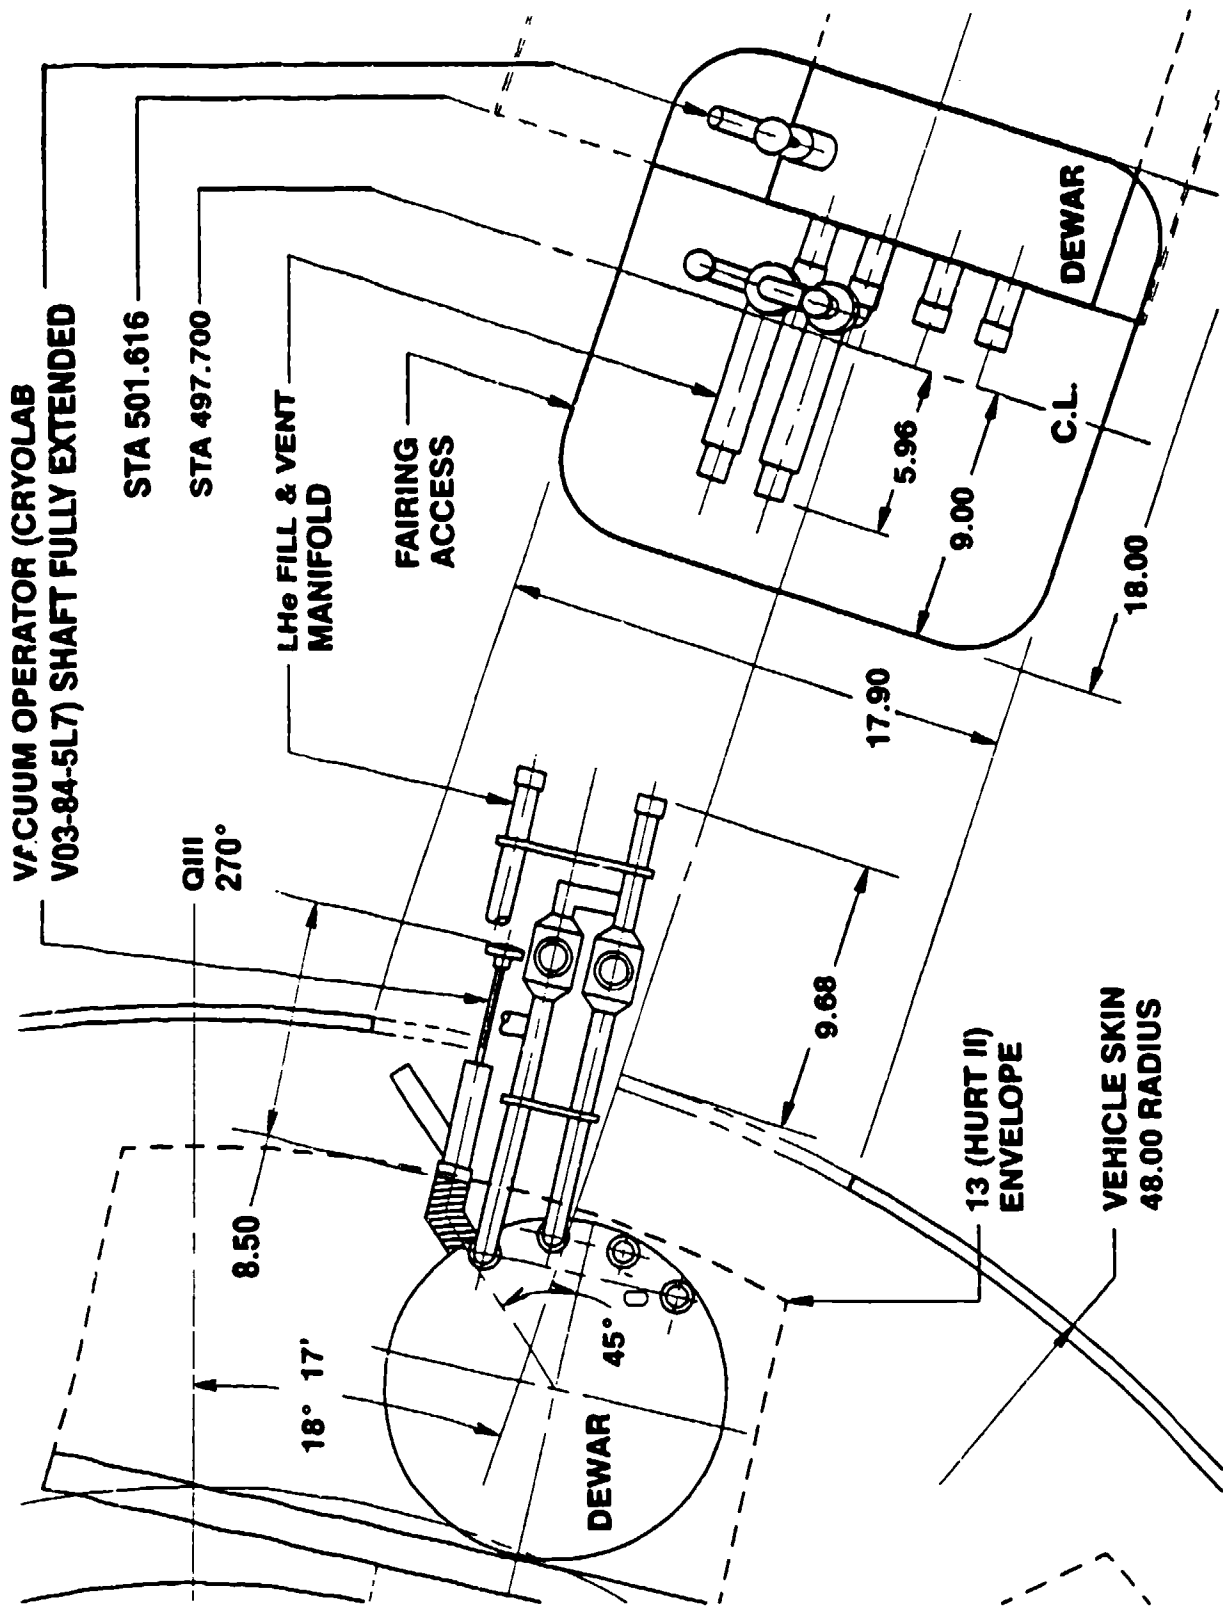 VACUUM OPERATOR (CRYOLAB
V03-84-5L7) SHAFT FULLY EXTENDED
STA 501.616
STA 497.700
LHe FILL & VENT
MANIFOLD
FAIRING
ACCESS
QIII
270°
8.50
18° 17'
45°
DEWAR
9.68
17.90
5.96
9.00
18.00
C.L.
DEWAR
13 (HURT II)
ENVELOPE
VEHICLE SKIN
48.00 RADIUS